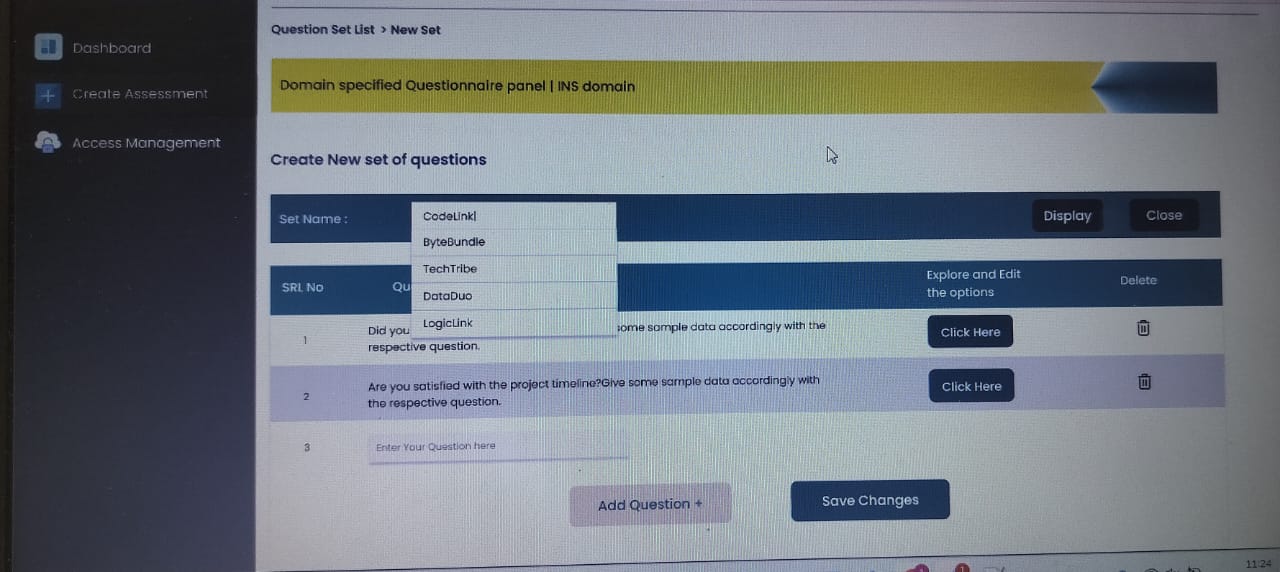 Dashboard
Create Assessment
Access Management
Question Set List > New Set
Domain specified Questionnaire panel | INS domain
Create New set of questions
Set Name :
CodeLink
ByteBundle
TechTribe
DataDuo
LogicLink
Display
Close
SRL No
Qu
Explore and Edit
the options
Delete
1
Did you
ome sample data accordingly with the
respective question.
Click Here
2
Are you satisfied with the project timeline?Give some sample data accordingly with
the respective question.
Click Here
3
Enter Your Question here
Add Question +
Save Changes
11:24